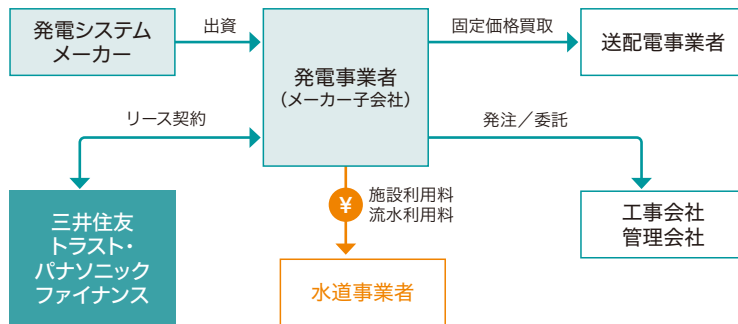 発電システム
メーカー
出資
発電事業者
（メーカー子会社）
固定価格買取
送配電事業者
リース契約
発注／委託
三井住友
トラスト・
パナソニック
ファイナンス
¥
施設利用料
流水利用料
水道事業者
工事会社
管理会社